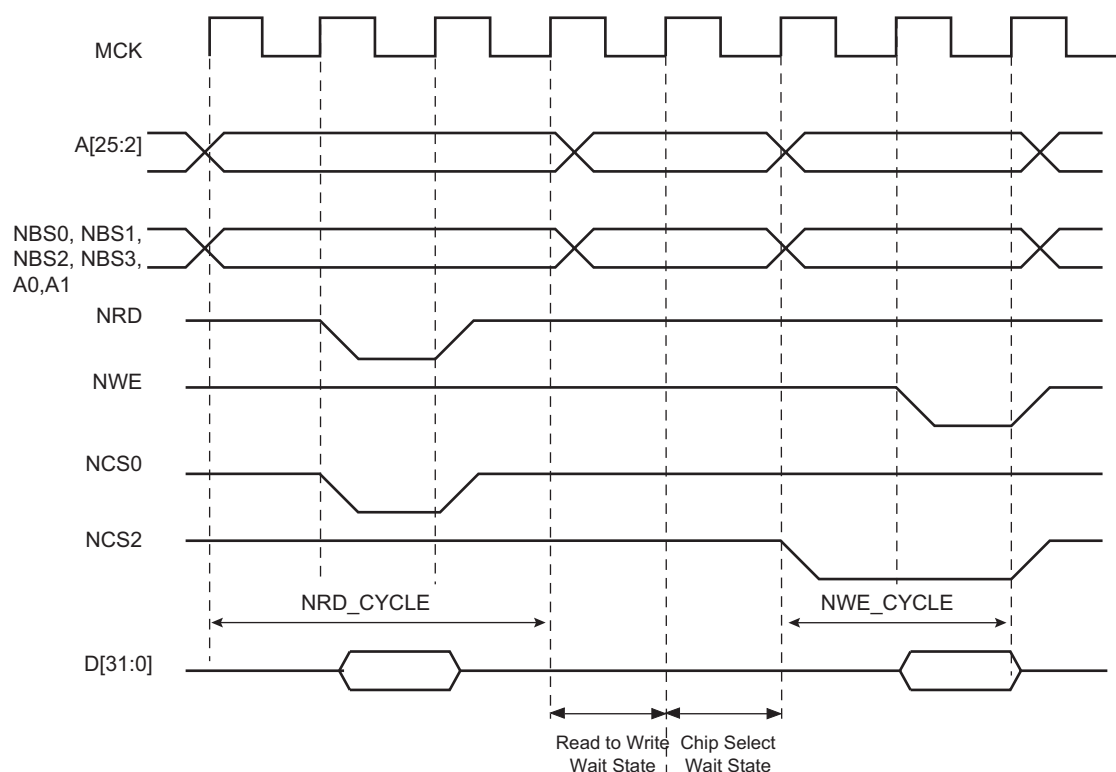 MCK
A[25:2]
NBS0, NBS1,
NBS2, NBS3,
A0,A1
NRD
NWE
NCS0
NCS2
NRD_CYCLE
NWE_CYCLE
D[31:0]
Read to Write
Wait State
Chip Select
Wait State